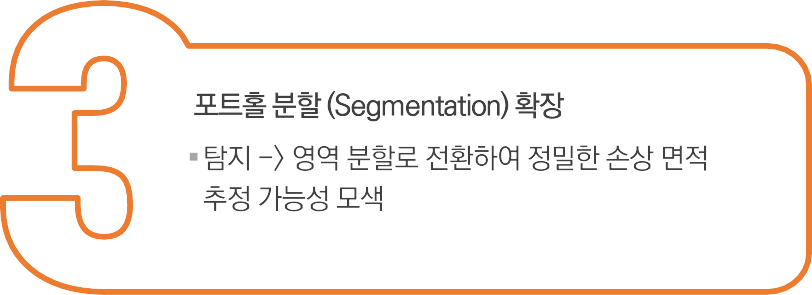 3
포트홀 분할 (Segmentation) 확장
▪탐지 -> 영역 분할로 전환하여 정밀한 손상 면적
추정 가능성 모색